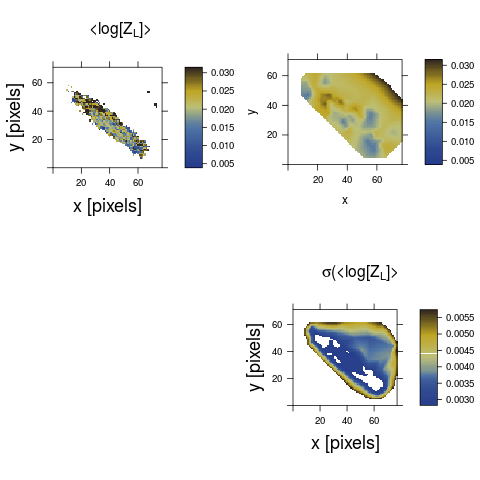 <log[Z_L]>
60
40
20
20 40 60
x [pixels]
y [pixels]
0.030
0.025
0.020
0.015
0.010
0.005
60
40
20
20 40 60
x
y
0.030
0.025
0.020
0.015
0.010
0.005
σ(<log[Z_L]>
60
40
20
20 40 60
x [pixels]
y [pixels]
0.0055
0.0050
0.0045
0.0040
0.0035
0.0030